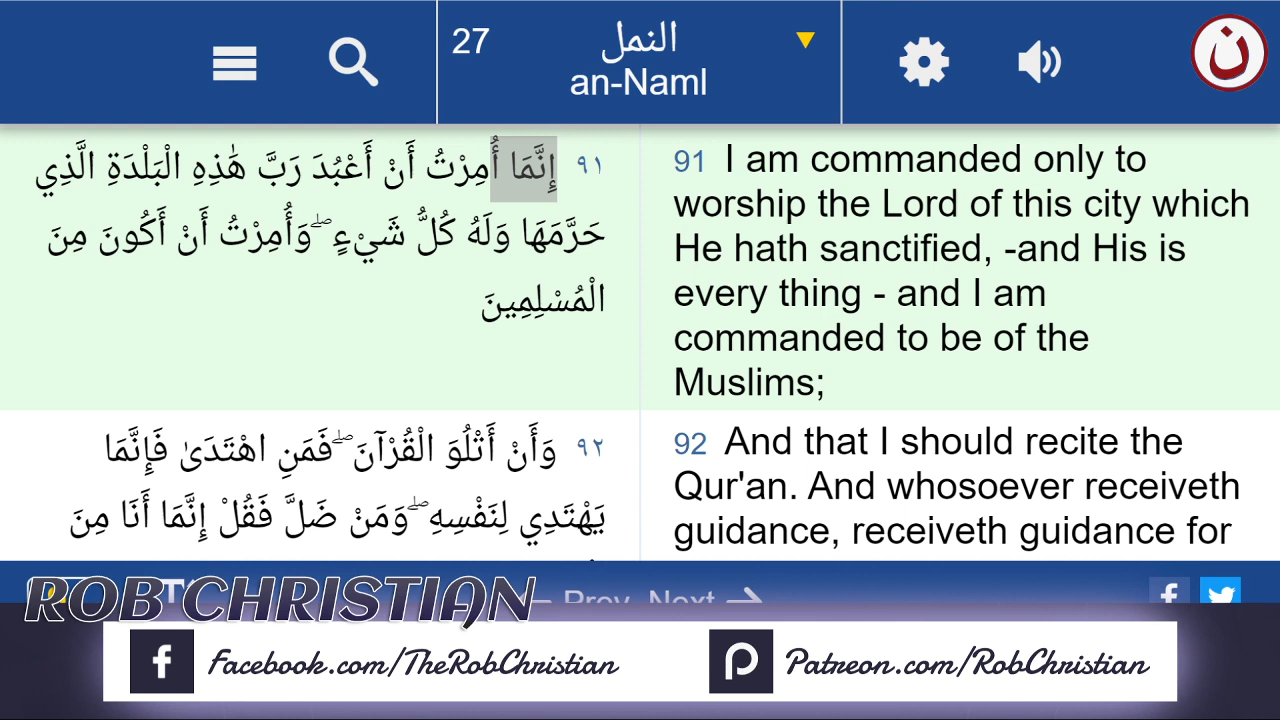 27
النمل
an-Naml
ن
٩١ إِنَّمَا أُمِرْتُ أَنْ أَعْبُدَ رَبَّ هَٰذِهِ الْبَلْدَةِ الَّذِي
حَرَّمَهَا وَلَهُ كُلُّ شَيْءٍ ۖ وَأُمِرْتُ أَنْ أَكُونَ مِنَ
الْمُسْلِمِينَ
91 I am commanded only to
worship the Lord of this city which
He hath sanctified, -and His is
every thing - and I am
commanded to be of the
Muslims;
٩٢ وَأَنْ أَتْلُوَ الْقُرْآنَ ۖ فَمَنِ اهْتَدَىٰ فَإِنَّمَا
يَهْتَدِي لِنَفْسِهِ ۖ وَمَنْ ضَلَّ فَقُلْ إِنَّمَا أَنَا مِنَ
92 And that I should recite the
Qur'an. And whosoever receiveth
guidance, receiveth guidance for
Prev Next
ROB CHRISTIAN
Facebook.com/TheRobChristian
Patreon.com/RobChristian